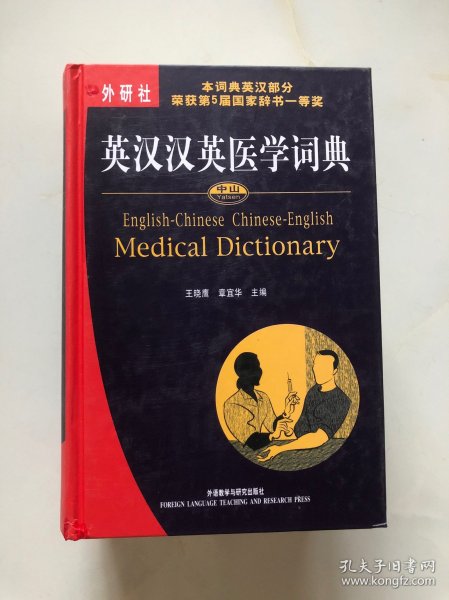 外研社
本词典英汉部分
荣获第5届国家辞书一等奖
英汉汉英医学词典
中山
Yatsen
English-Chinese Chinese-English
Medical Dictionary
王晓鹰 章宜华 主编
外语教学与研究出版社
FOREIGN LANGUAGE TEACHING AND RESEARCH PRESS
孔夫子旧书网
www.kongfz.com